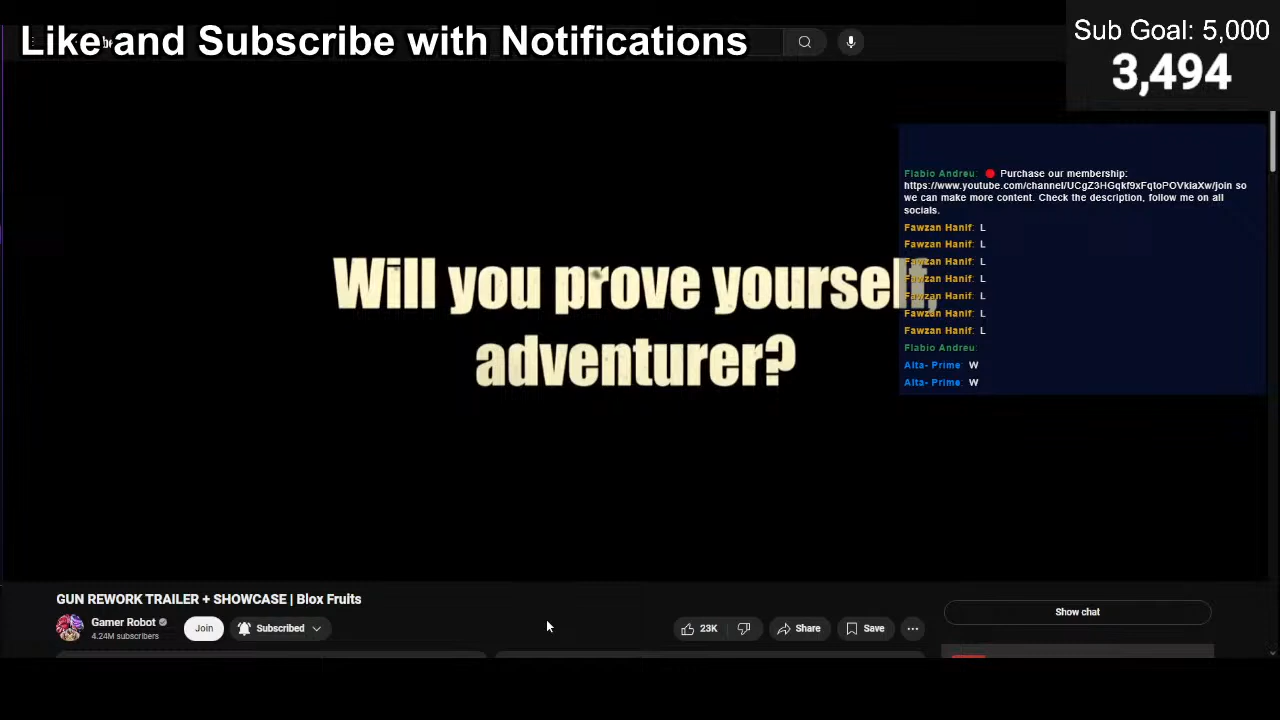 Like and Subscribe with Notifications
Sub Goal: 5,000
3,494
Flabio Andreu: Purchase our membership:
https://www.youtube.com/channel/UCgZ3HGqkf9xFqtoPOVkiaXw/join so
we can make more content. Check the description, follow me on all
socials.
Fawzan Hanif: L
Fawzan Hanif: L
Fawzan Hanif: L
Fawzan Hanif: L
Fawzan Hanif: L
Fawzan Hanif: L
Fawzan Hanif: L
Flabio Andreu:
Alta- Prime: W
Alta- Prime: W
Will you prove yourself,
adventurer?
GUN REWORK TRAILER + SHOWCASE | Blox Fruits
Gamer Robot
4.24M subscribers
Join
Subscribed
23K
Share
Save
Show chat